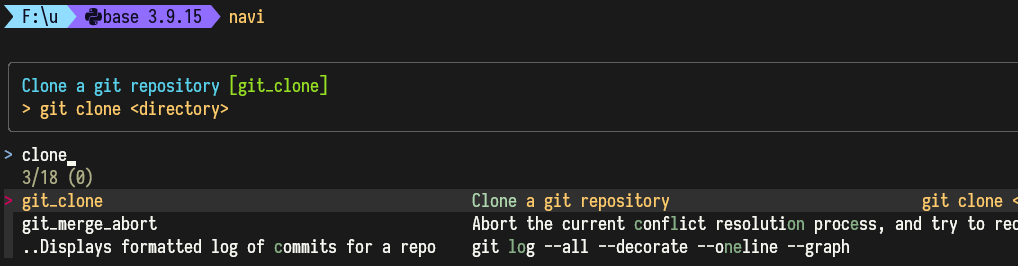 F:\u base 3.9.15 navi
Clone a git repository [git_clone]
> git clone <directory>
> clone
3/18 (0)
> git_clone Clone a git repository git clone <
git_merge_abort Abort the current conflict resolution process, and try to rec
..Displays formatted log of commits for a repo git log --all --decorate --oneline --graph